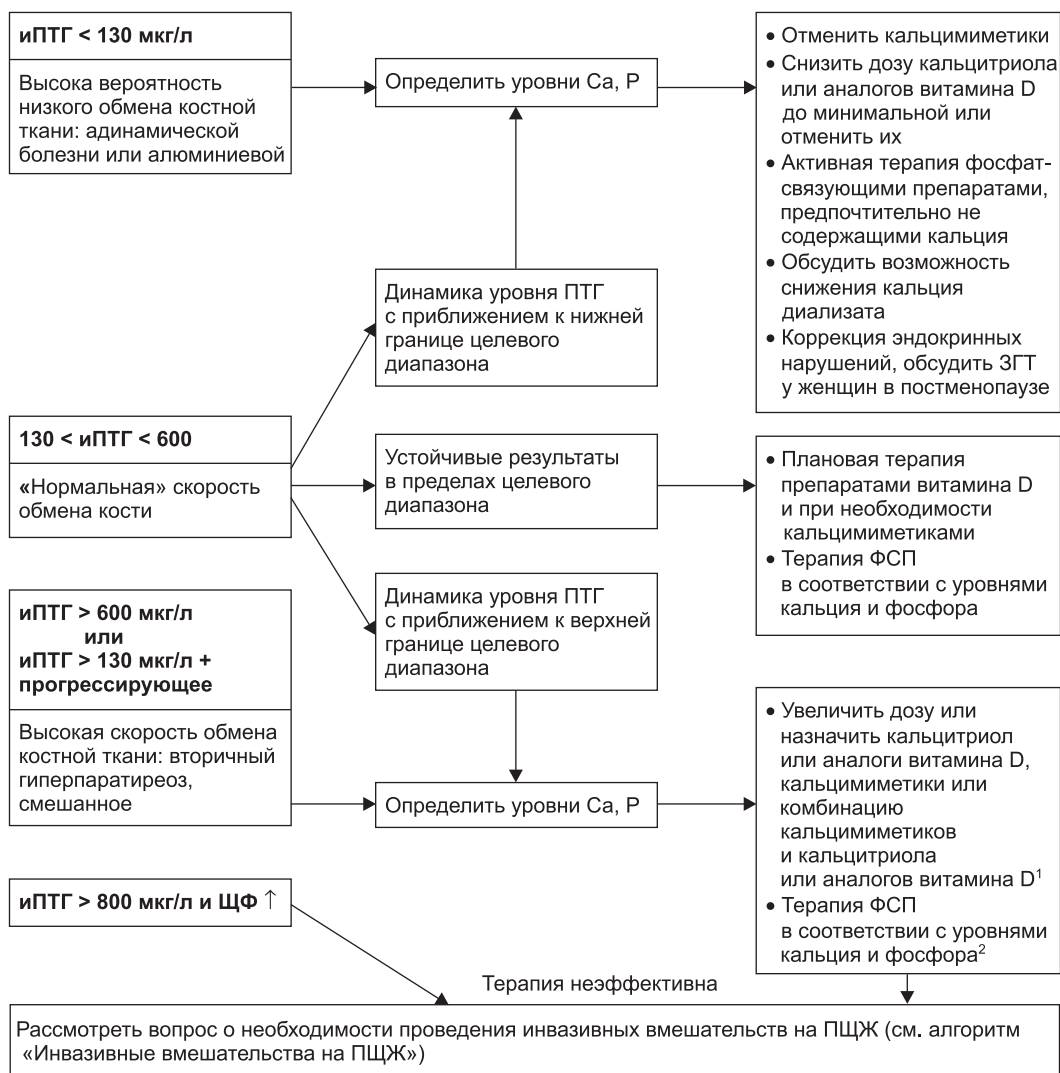 иПТГ < 130 мкг/л
Высока вероятность
низкого обмена костной
ткани: адинамической
болезни или алюминиевой
Определить уровни Ca, P
• Отменить кальцимиметики
• Снизить дозу кальцитриола
или аналогов витамина D
до минимальной или
отменить их
• Активная терапия фосфат-
связующими препаратами,
предпочтительно не
содержащими кальция
• Обсудить возможность
снижения кальция
диализата
• Коррекция эндокринных
нарушений, обсудить ЗГТ
у женщин в постменопаузе
Динамика уровня ПТГ
с приближением к нижней
границе целевого
диапазона
130 < иПТГ < 600
«Нормальная» скорость
обмена кости
Устойчивые результаты
в пределах целевого
диапазона
• Плановая терапия
препаратами витамина D
и при необходимости
кальцимиметиками
• Терапия ФСП
в соответствии с уровнями
кальция и фосфора
Динамика уровня ПТГ
с приближением к верхней
границе целевого
диапазона
иПТГ > 600 мкг/л
или
иПТГ > 130 мкг/л +
прогрессирующее
Высокая скорость обмена
костной ткани: вторичный
гиперпаратиреоз,
смешанное
Определить уровни Ca, P
• Увеличить дозу или
назначить кальцитриол
или аналоги витамина D,
кальцимиметики или
комбинацию
кальцимиметиков
и кальцитриола
или аналогов витамина D¹
• Терапия ФСП
в соответствии с уровнями
кальция и фосфора²
иПТГ > 800 мкг/л и ЩФ ↑
Терапия неэффективна
Рассмотреть вопрос о необходимости проведения инвазивных вмешательств на ПЩЖ (см. алгоритм
«Инвазивные вмешательства на ПЩЖ»)